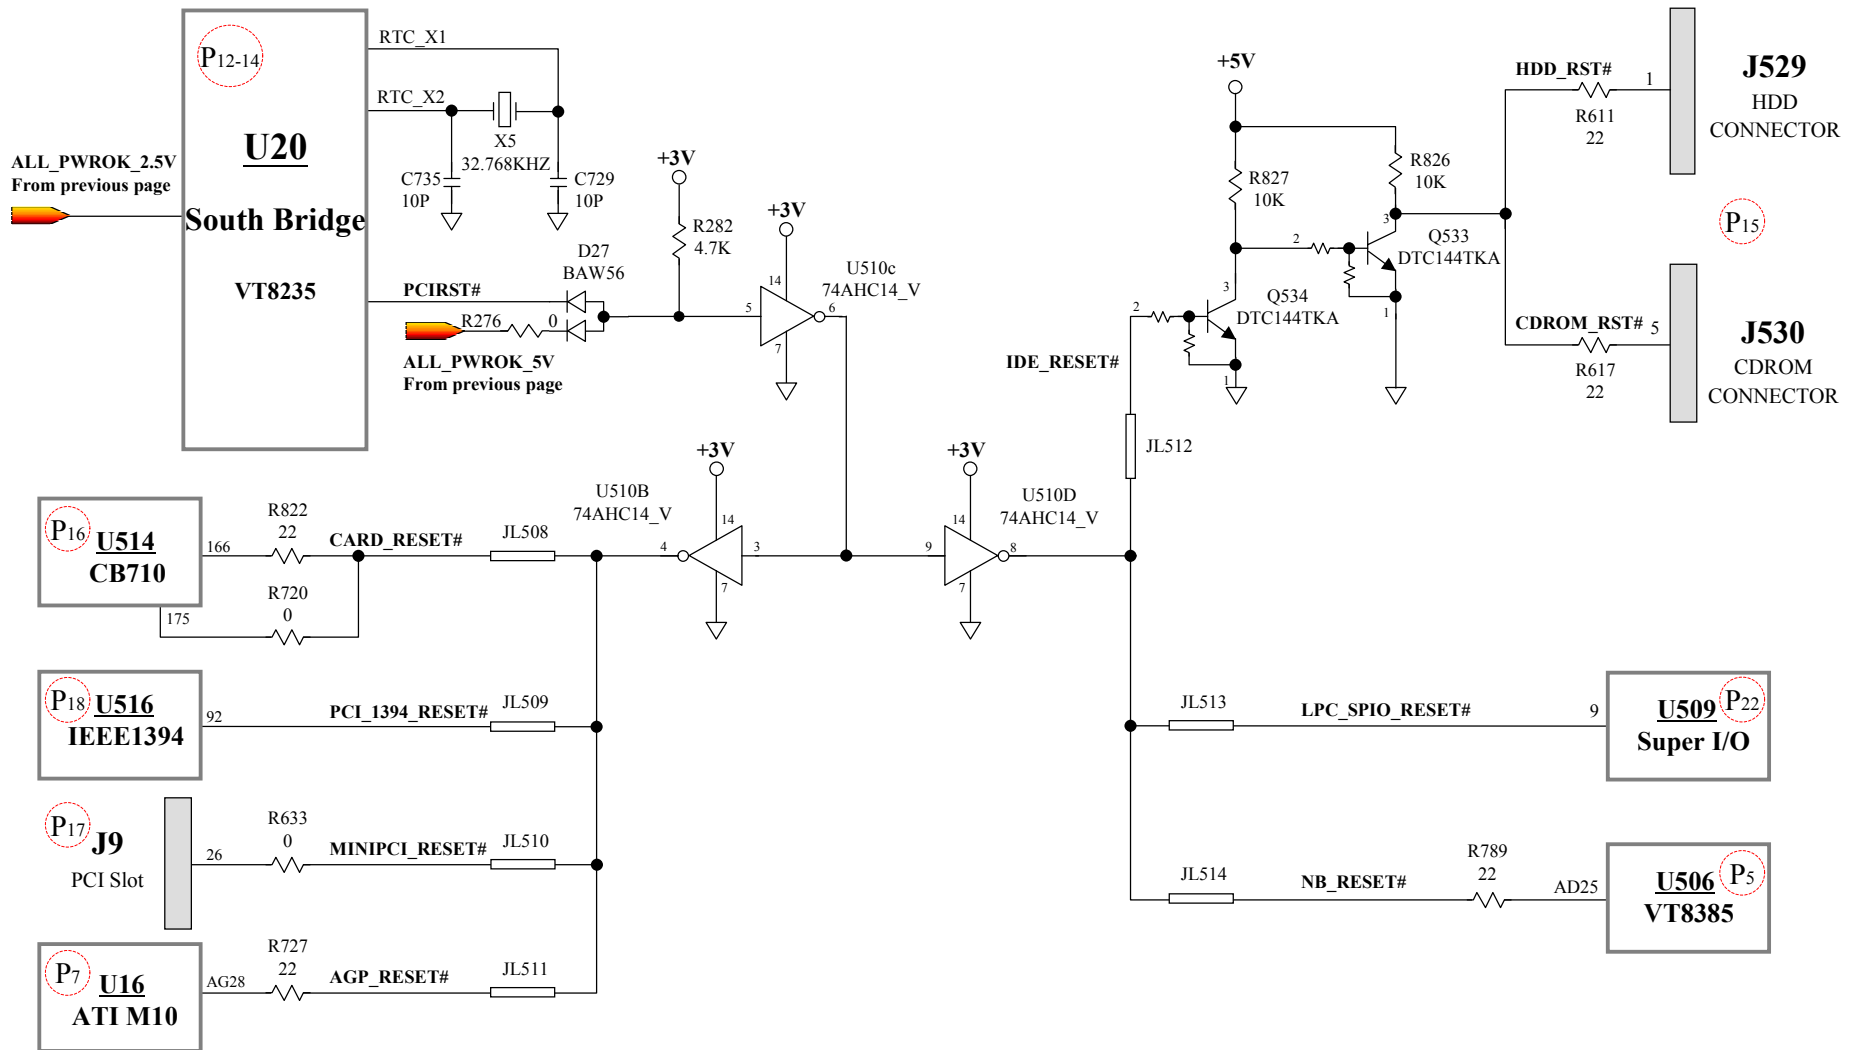 P12-14
U20
South Bridge
VT8235
RTC_X1
RTC_X2
X5
32.768KHZ
C735
10P
C729
10P
ALL_PWROK_2.5V
From previous page
PCIRST#
D27
BAW56
R276
0
ALL_PWROK_5V
From previous page
+3V
R282
4.7K
+3V
14
5
6
7
U510c
74AHC14_V
+5V
R827
10K
R826
10K
3
2
1
Q533
DTC144TKA
3
2
1
Q534
DTC144TKA
IDE_RESET#
JL512
HDD_RST#
1
R611
22
J529
HDD
CONNECTOR
P15
CDROM_RST#
5
R617
22
J530
CDROM
CONNECTOR
+3V
U510B
74AHC14_V
14
4
3
7
+3V
U510D
74AHC14_V
14
9
8
7
P16
U514
CB710
166
R822
22
CARD_RESET#
JL508
175
R720
0
P18
U516
IEEE1394
92
PCI_1394_RESET#
JL509
P17
J9
PCI Slot
26
R633
0
MINIPCI_RESET#
JL510
P7
U16
ATI M10
AG28
R727
22
AGP_RESET#
JL511
JL513
LPC_SPIO_RESET#
9
U509
P22
Super I/O
JL514
NB_RESET#
R789
22
AD25
U506
P5
VT8385